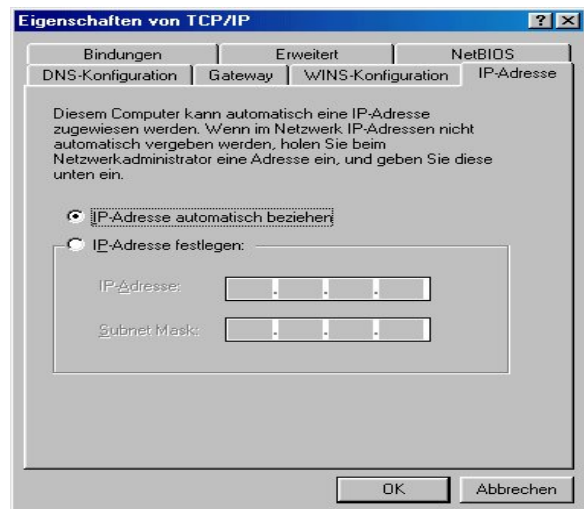 Eigenschaften von TCP/IP
Bindungen Erweitert NetBIOS
DNS-Konfiguration Gateway WINS-Konfiguration IP-Adresse
Diesem Computer kann automatisch eine IP-Adresse
zugewiesen werden. Wenn im Netzwerk IP-Adressen nicht
automatisch vergeben werden, holen Sie beim
Netzwerkadministrator eine Adresse ein, und geben Sie diese
unten ein.
IP-Adresse automatisch beziehen
IP-Adresse festlegen:
IP-Adresse:
Subnet Mask:
OK Abbrechen